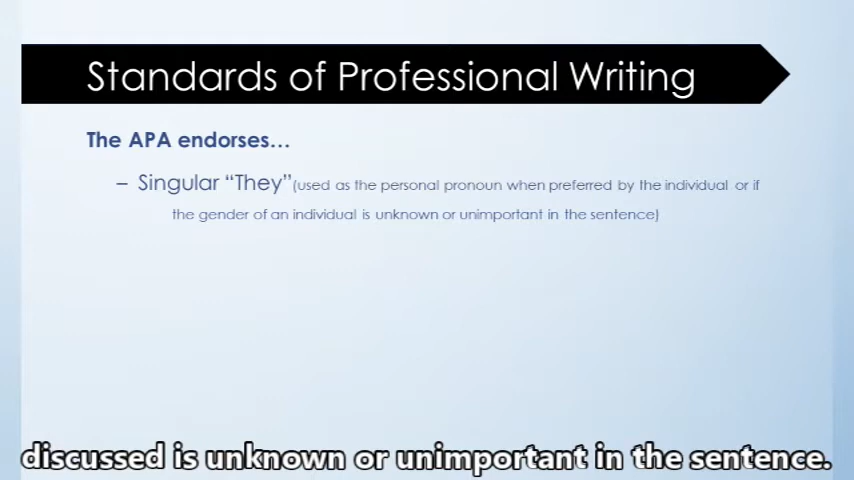 Standards of Professional Writing
The APA endorses...
– Singular “They”(used as the personal pronoun when preferred by the individual or if
the gender of an individual is unknown or unimportant in the sentence)
discussed is unknown or unimportant in the sentence.